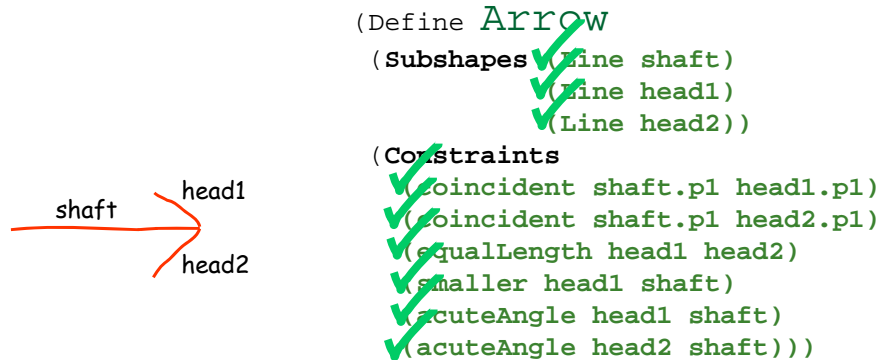 (Define Arrow
(Subshapes (Line shaft)
(Line head1)
(Line head2))
(Constraints
(coincident shaft.p1 head1.p1)
(coincident shaft.p1 head2.p1)
(equalLength head1 head2)
(smaller head1 shaft)
(acuteAngle head1 shaft)
(acuteAngle head2 shaft)))
shaft
head1
head2